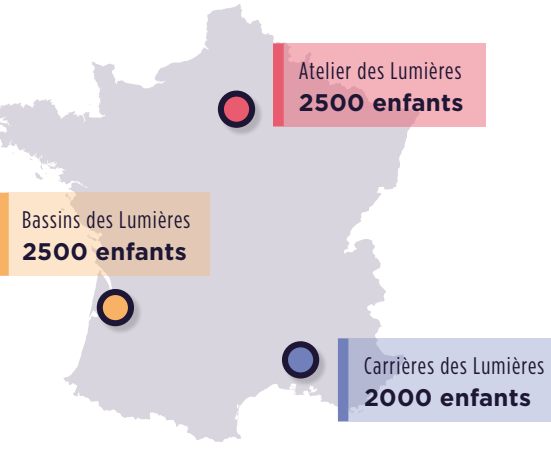 Atelier des Lumières
2500 enfants
Bassins des Lumières
2500 enfants
Carrières des Lumières
2000 enfants